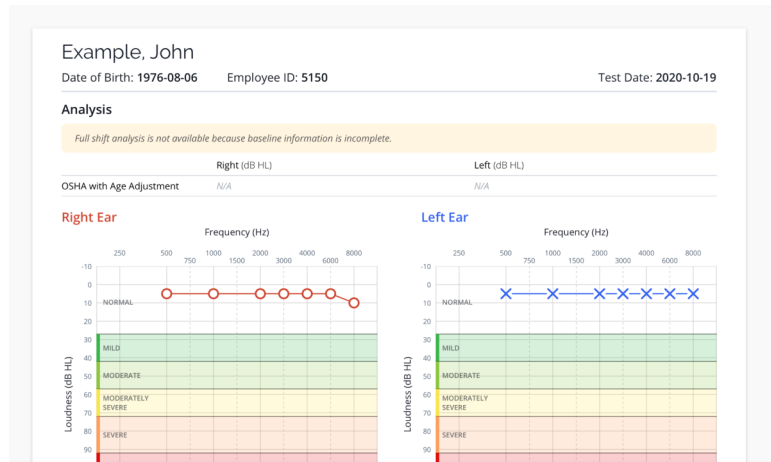 Example, John
Date of Birth: 1976-08-06 Employee ID: 5150 Test Date: 2020-10-19
Analysis
Full shift analysis is not available because baseline information is incomplete.
Right (dB HL) Left (dB HL)
OSHA with Age Adjustment N/A N/A
Right Ear
Frequency (Hz)
250 500 1000 2000 4000 8000
750 1500 3000 6000
-10
0
10
NORMAL
20
30
MILD
40
50
MODERATE
60
MODERATELY
SEVERE
70
80
SEVERE
90
Loudness (dB HL)
Left Ear
Frequency (Hz)
250 500 1000 2000 4000 8000
750 1500 3000 6000
-10
0
10
NORMAL
20
30
MILD
40
50
MODERATE
60
MODERATELY
SEVERE
70
80
SEVERE
90
Loudness (dB HL)